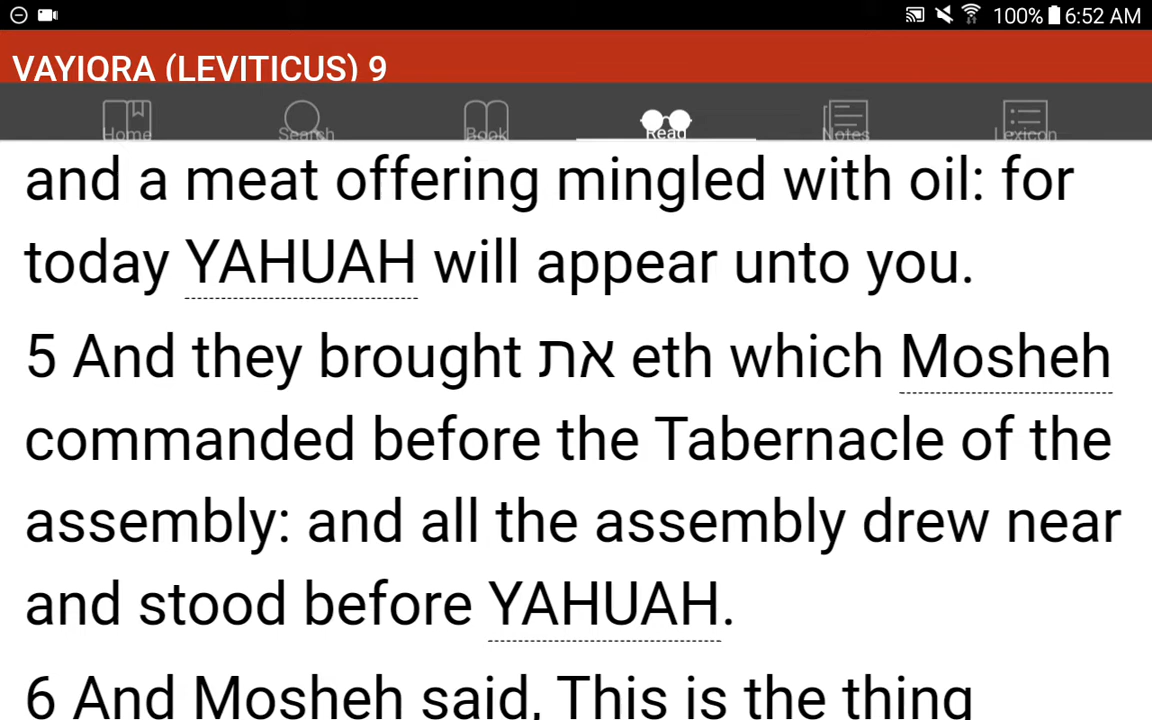 100% 6:52 AM
VAYIQRA (LEVITICUS) 9
Home Search Book Read Notes Lexicon
and a meat offering mingled with oil: for
today YAHUAH will appear unto you.
5 And they brought את eth which Mosheh
commanded before the Tabernacle of the
assembly: and all the assembly drew near
and stood before YAHUAH.
6 And Mosheh said, This is the thing